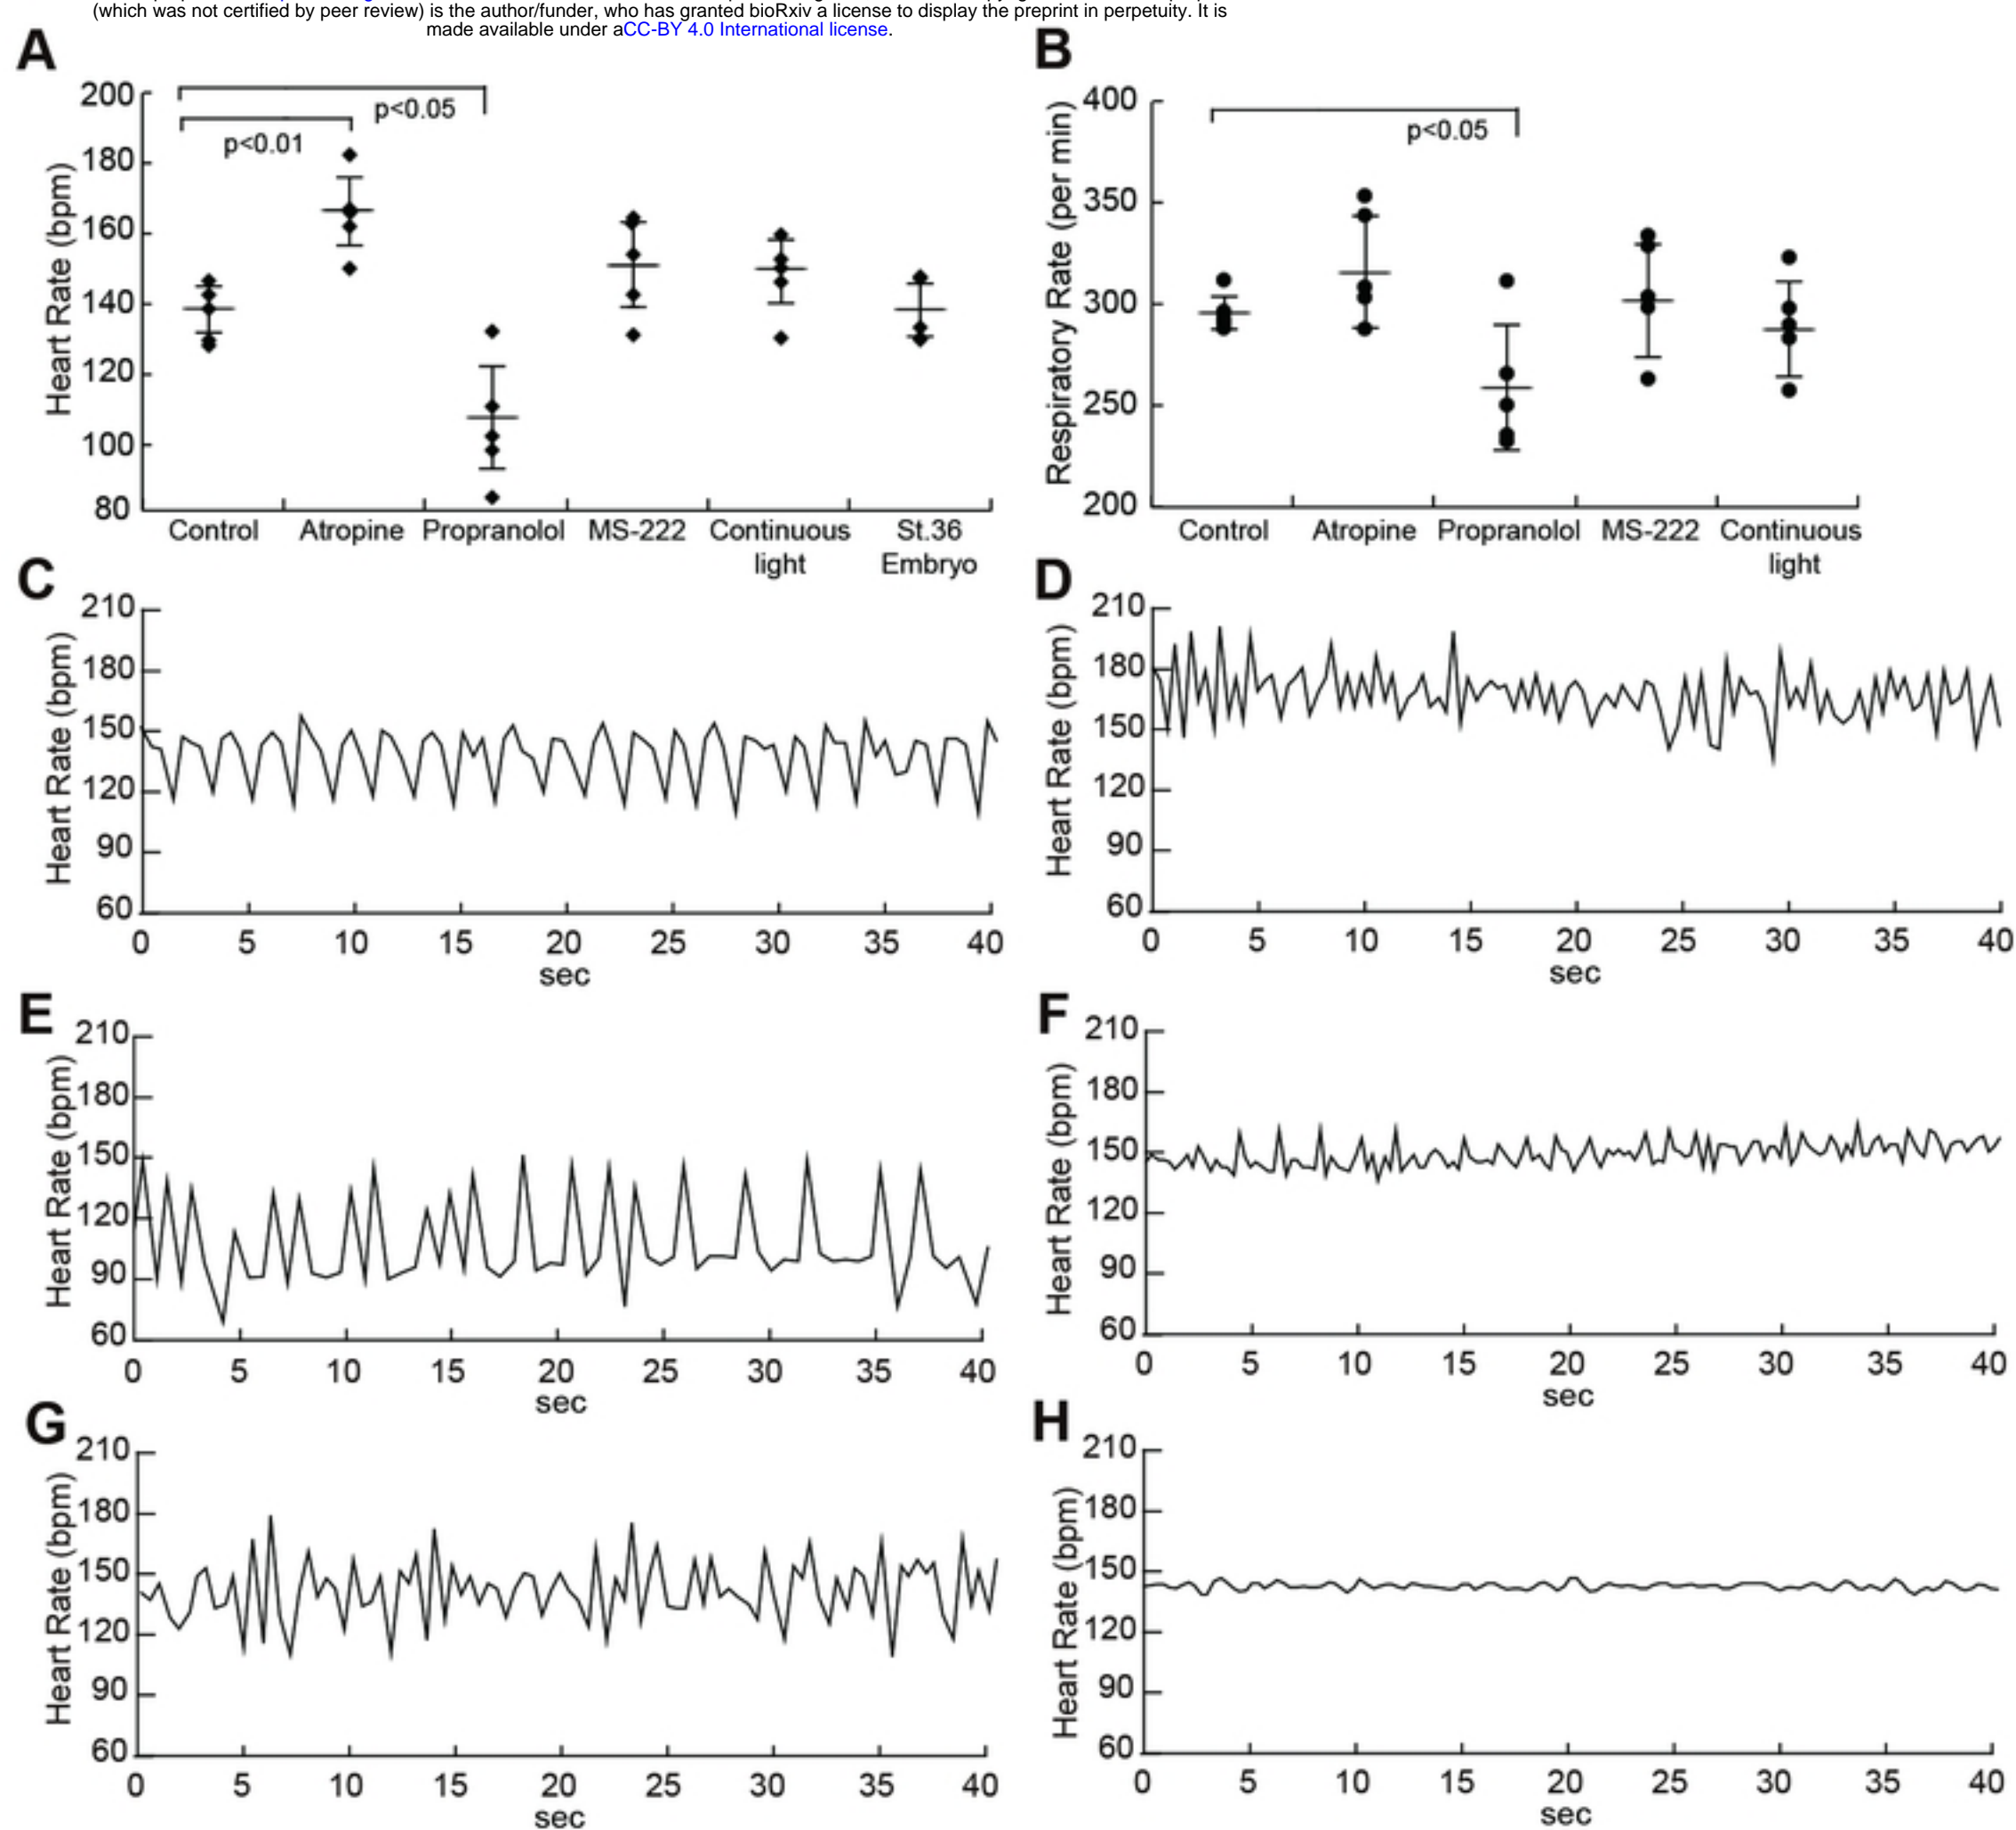 (which was not certified by peer review) is the author/funder, who has granted bioRxiv a license to display the preprint in perpetuity. It is
made available under aCC-BY 4.0 International license.
A
Heart Rate (bpm)
200
180
160
140
120
100
80
p<0.05
p<0.01
Control Atropine Propranolol MS-222 Continuous light St.36 Embryo
B
Respiratory Rate (per min)
400
350
300
250
200
p<0.05
Control Atropine Propranolol MS-222 Continuous light
C
Heart Rate (bpm)
210
180
150
120
90
60
0 5 10 15 20 25 30 35 40
sec
D
Heart Rate (bpm)
210
180
150
120
90
60
0 5 10 15 20 25 30 35 40
sec
E
Heart Rate (bpm)
210
180
150
120
90
60
0 5 10 15 20 25 30 35 40
sec
F
Heart Rate (bpm)
210
180
150
120
90
60
0 5 10 15 20 25 30 35 40
sec
G
Heart Rate (bpm)
210
180
150
120
90
60
0 5 10 15 20 25 30 35 40
sec
H
Heart Rate (bpm)
210
180
150
120
90
60
0 5 10 15 20 25 30 35 40
sec